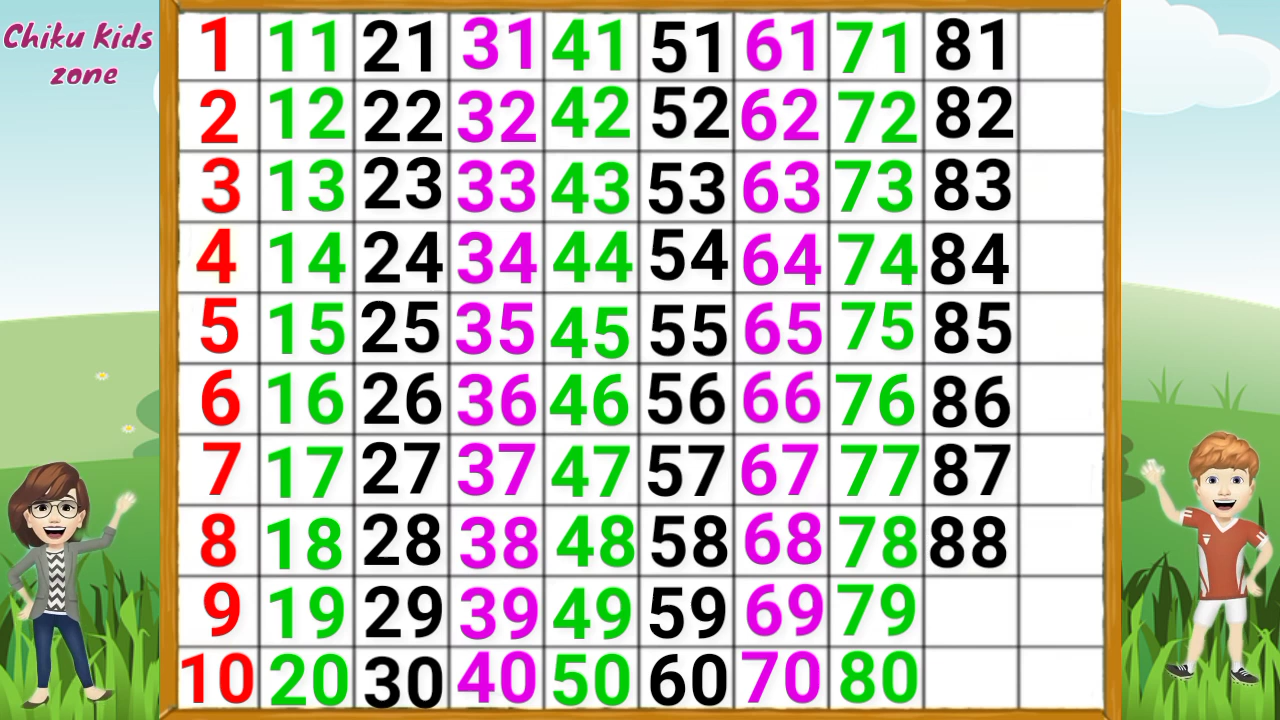 Chiku Kids
zone
1 11 21 31 41 51 61 71 81
2 12 22 32 42 52 62 72 82
3 13 23 33 43 53 63 73 83
4 14 24 34 44 54 64 74 84
5 15 25 35 45 55 65 75 85
6 16 26 36 46 56 66 76 86
7 17 27 37 47 57 67 77 87
8 18 28 38 48 58 68 78 88
9 19 29 39 49 59 69 79
10 20 30 40 50 60 70 80